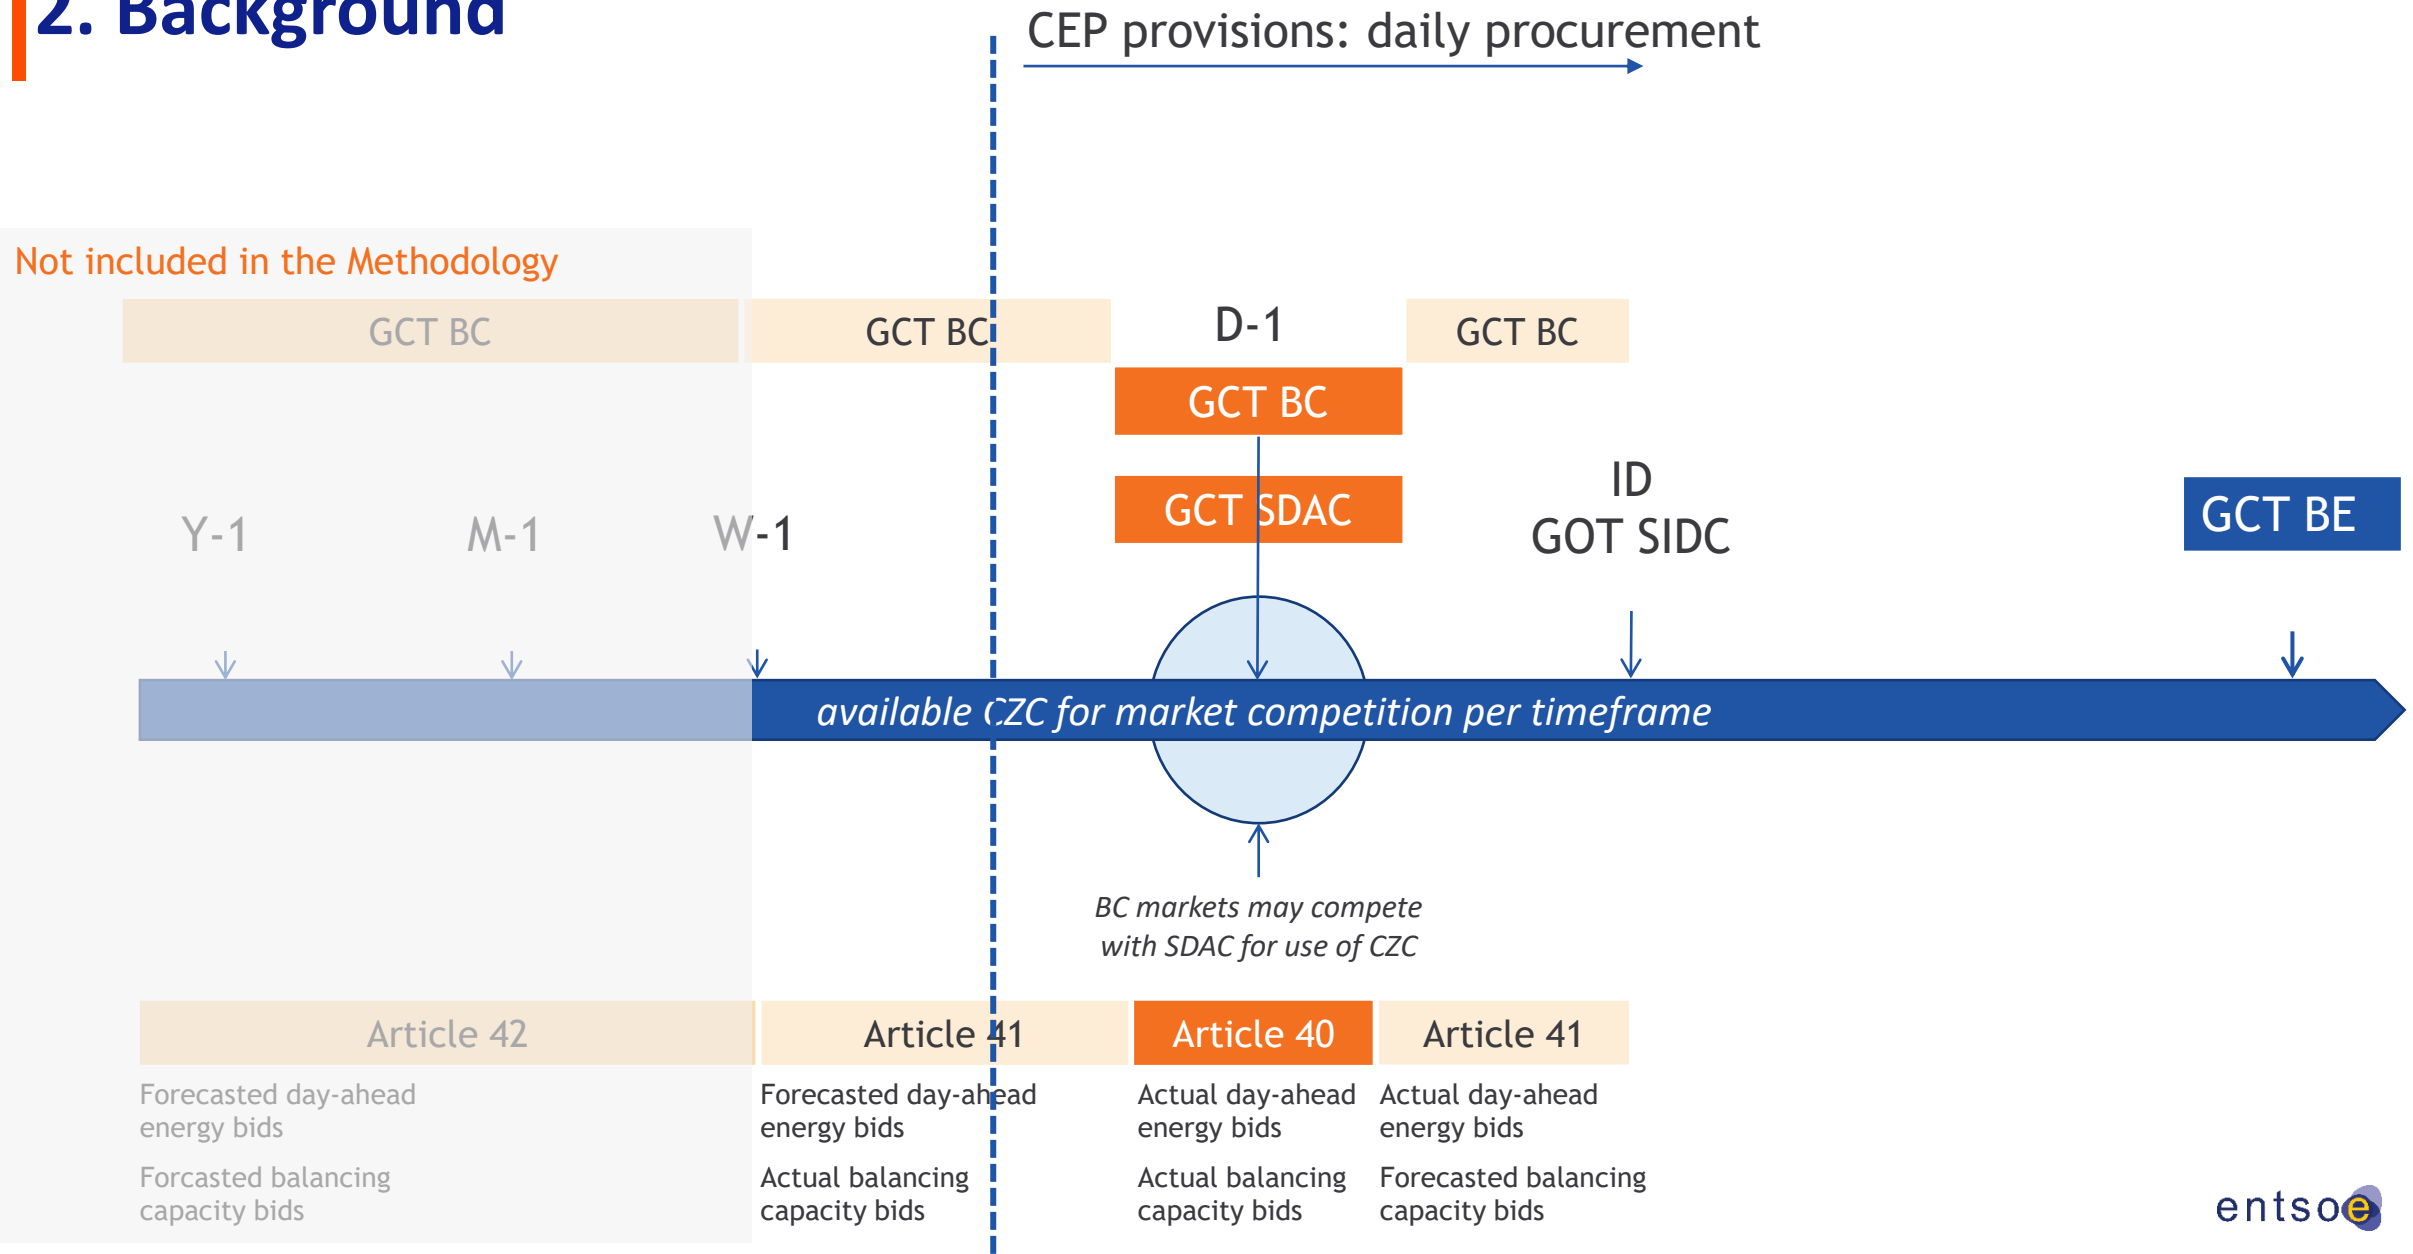 2. Background
CEP provisions: daily procurement
Not included in the Methodology
GCT BC
GCT BC
D-1
GCT BC
GCT BC
GCT SDAC
Y-1
M-1
W-1
ID
GOT SIDC
GCT BE
available CZC for market competition per timeframe
BC markets may compete
with SDAC for use of CZC
Article 42
Article 41
Article 40
Article 41
Forecasted day-ahead
energy bids
Forcasted balancing
capacity bids
Forecasted day-ahead
energy bids
Actual balancing
capacity bids
Actual day-ahead
energy bids
Actual balancing
capacity bids
Actual day-ahead
energy bids
Forecasted balancing
capacity bids
entsoe